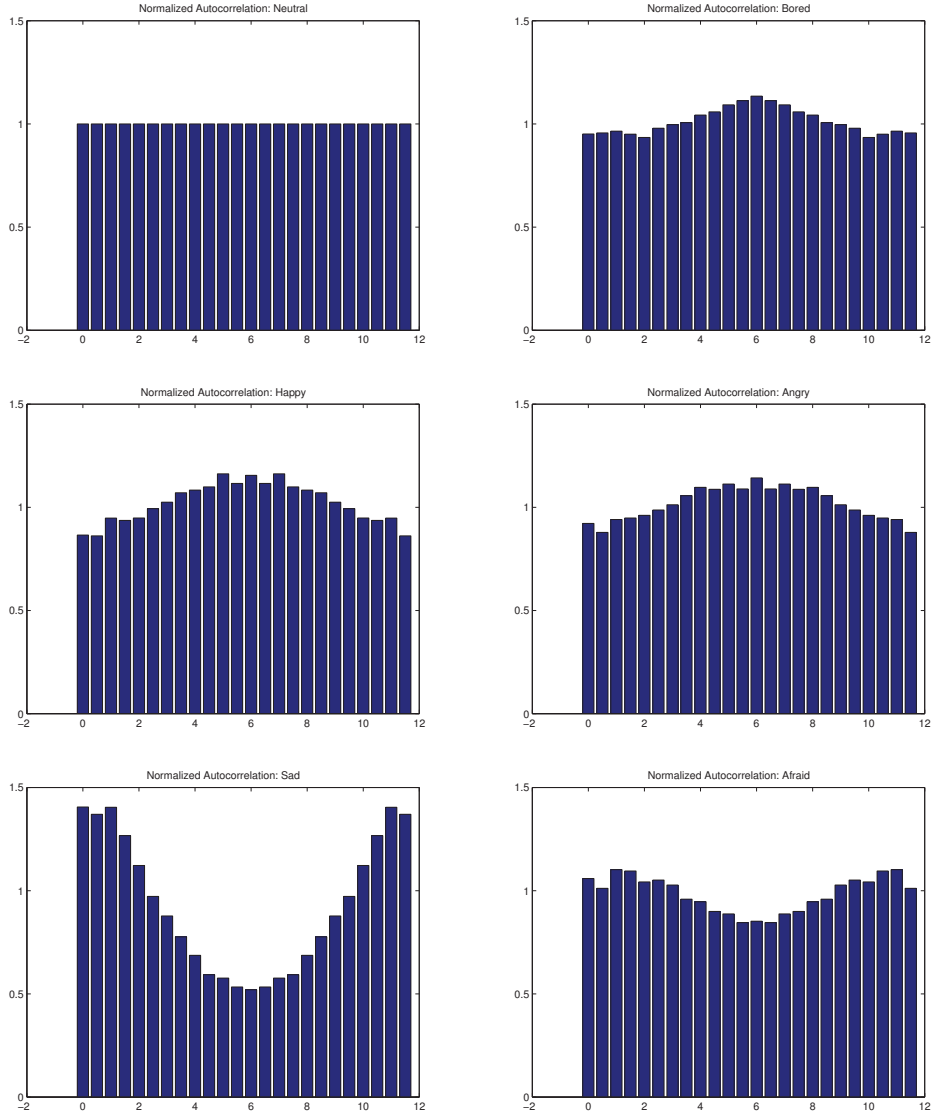 Normalized Autocorrelation: Neutral
1.5
1
0.5
0
−2 0 2 4 6 8 10 12
Normalized Autocorrelation: Bored
1.5
1
0.5
0
−2 0 2 4 6 8 10 12
Normalized Autocorrelation: Happy
1.5
1
0.5
0
−2 0 2 4 6 8 10 12
Normalized Autocorrelation: Angry
1.5
1
0.5
0
−2 0 2 4 6 8 10 12
Normalized Autocorrelation: Sad
1.5
1
0.5
0
−2 0 2 4 6 8 10 12
Normalized Autocorrelation: Afraid
1.5
1
0.5
0
−2 0 2 4 6 8 10 12